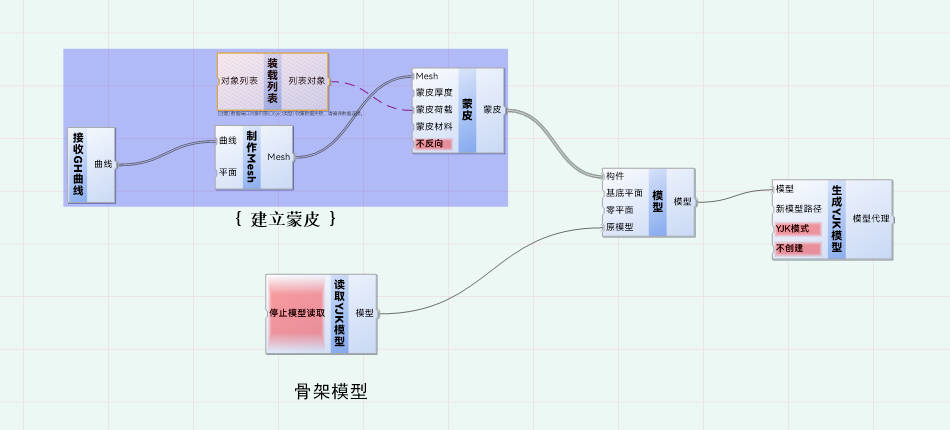 对象列表
装载列表
列表对象
接收GH曲线
曲线
曲线
平面
制作Mesh
Mesh
Mesh
蒙皮厚度
蒙皮荷载
蒙皮材料
不反向
蒙皮
蒙皮
{ 建立蒙皮 }
构件
基底平面
零平面
原模型
模型
模型
模型
新模型路径
YJK模式
不创建
生成YJK模型
模型代理
停止模型读取
读取YJK模型
模型
骨架模型